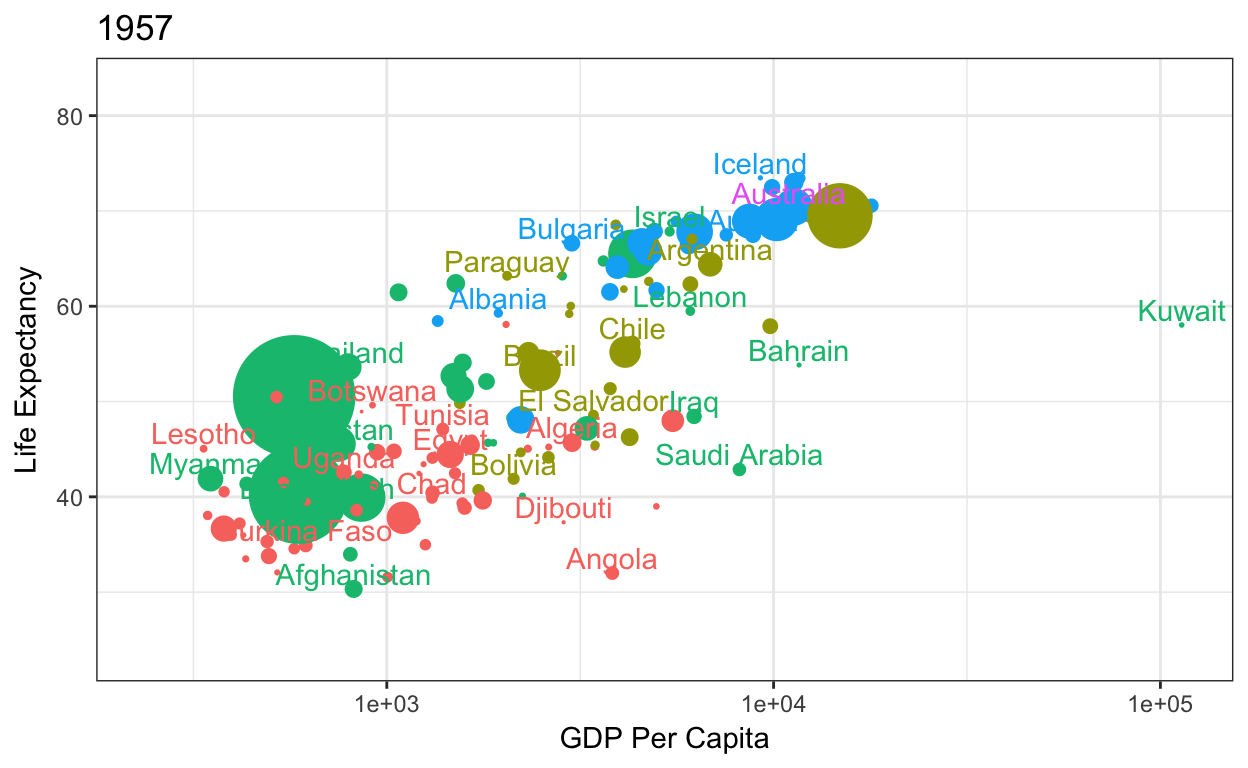 1957
Life Expectancy
80
60
40
Iceland
Australia
Israel
Bulgaria
Argentina
Paraguay
Albania
Lebanon
Kuwait
Chile
Bahrain
Brazil
Botswana
El Salvador
Iraq
Tunisia
Algeria
Lesotho
Egypt
Uganda
Myanmar
Bolivia
Saudi Arabia
Chad
Djibouti
Burkina Faso
Angola
Afghanistan
1e+03
1e+04
1e+05
GDP Per Capita